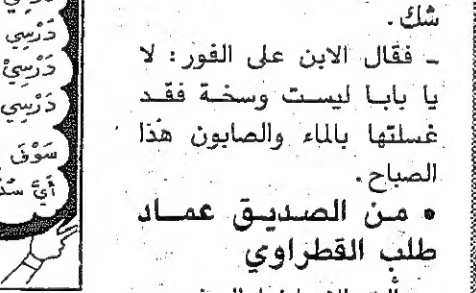 شك.
- فقال الابن على الفور: لا
يا بابا ليست وسخة فقد
غسلتها بالماء والصابون هذا
الصباح.
• من الصديق عماد
طلب القطراوي
دَرْسِي
دَرْسِيْ
دَرْسِي
سَوْفَ